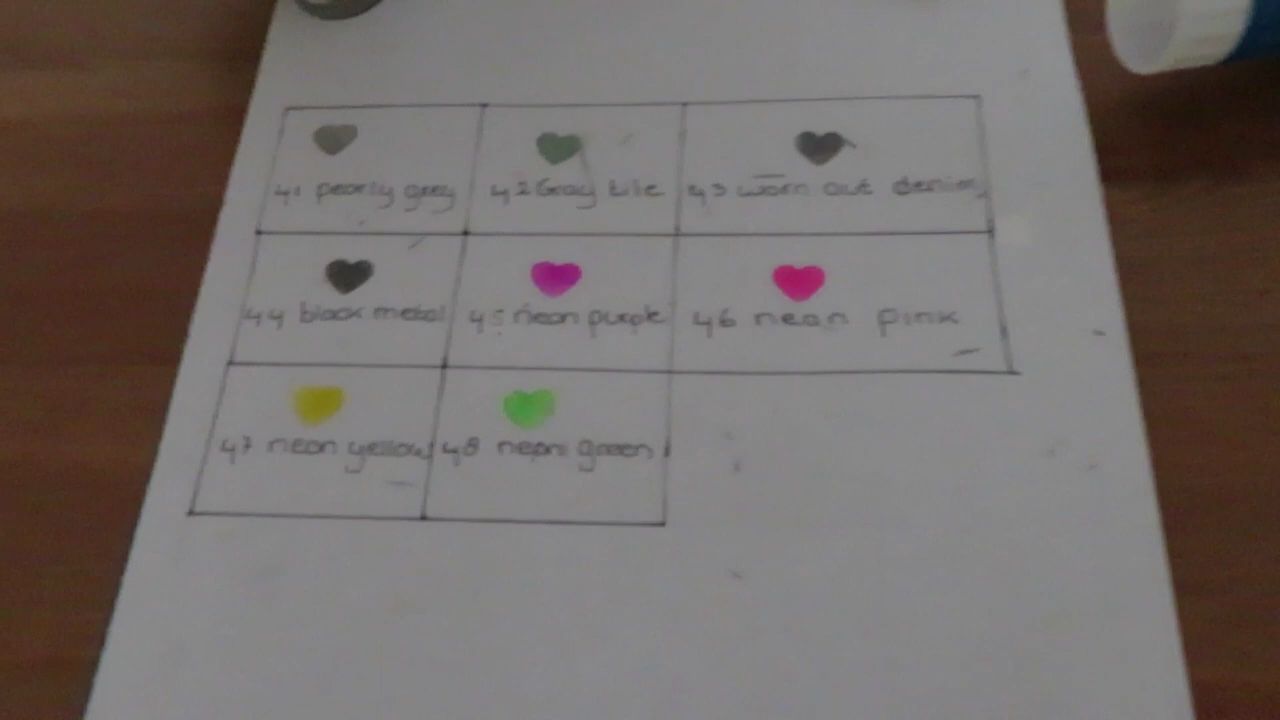 41 pearly grey
42 Gray Lile
43 worn out denim
44 black metal
45 neon purple
46 neon pink
47 neon yellow
48 neon green